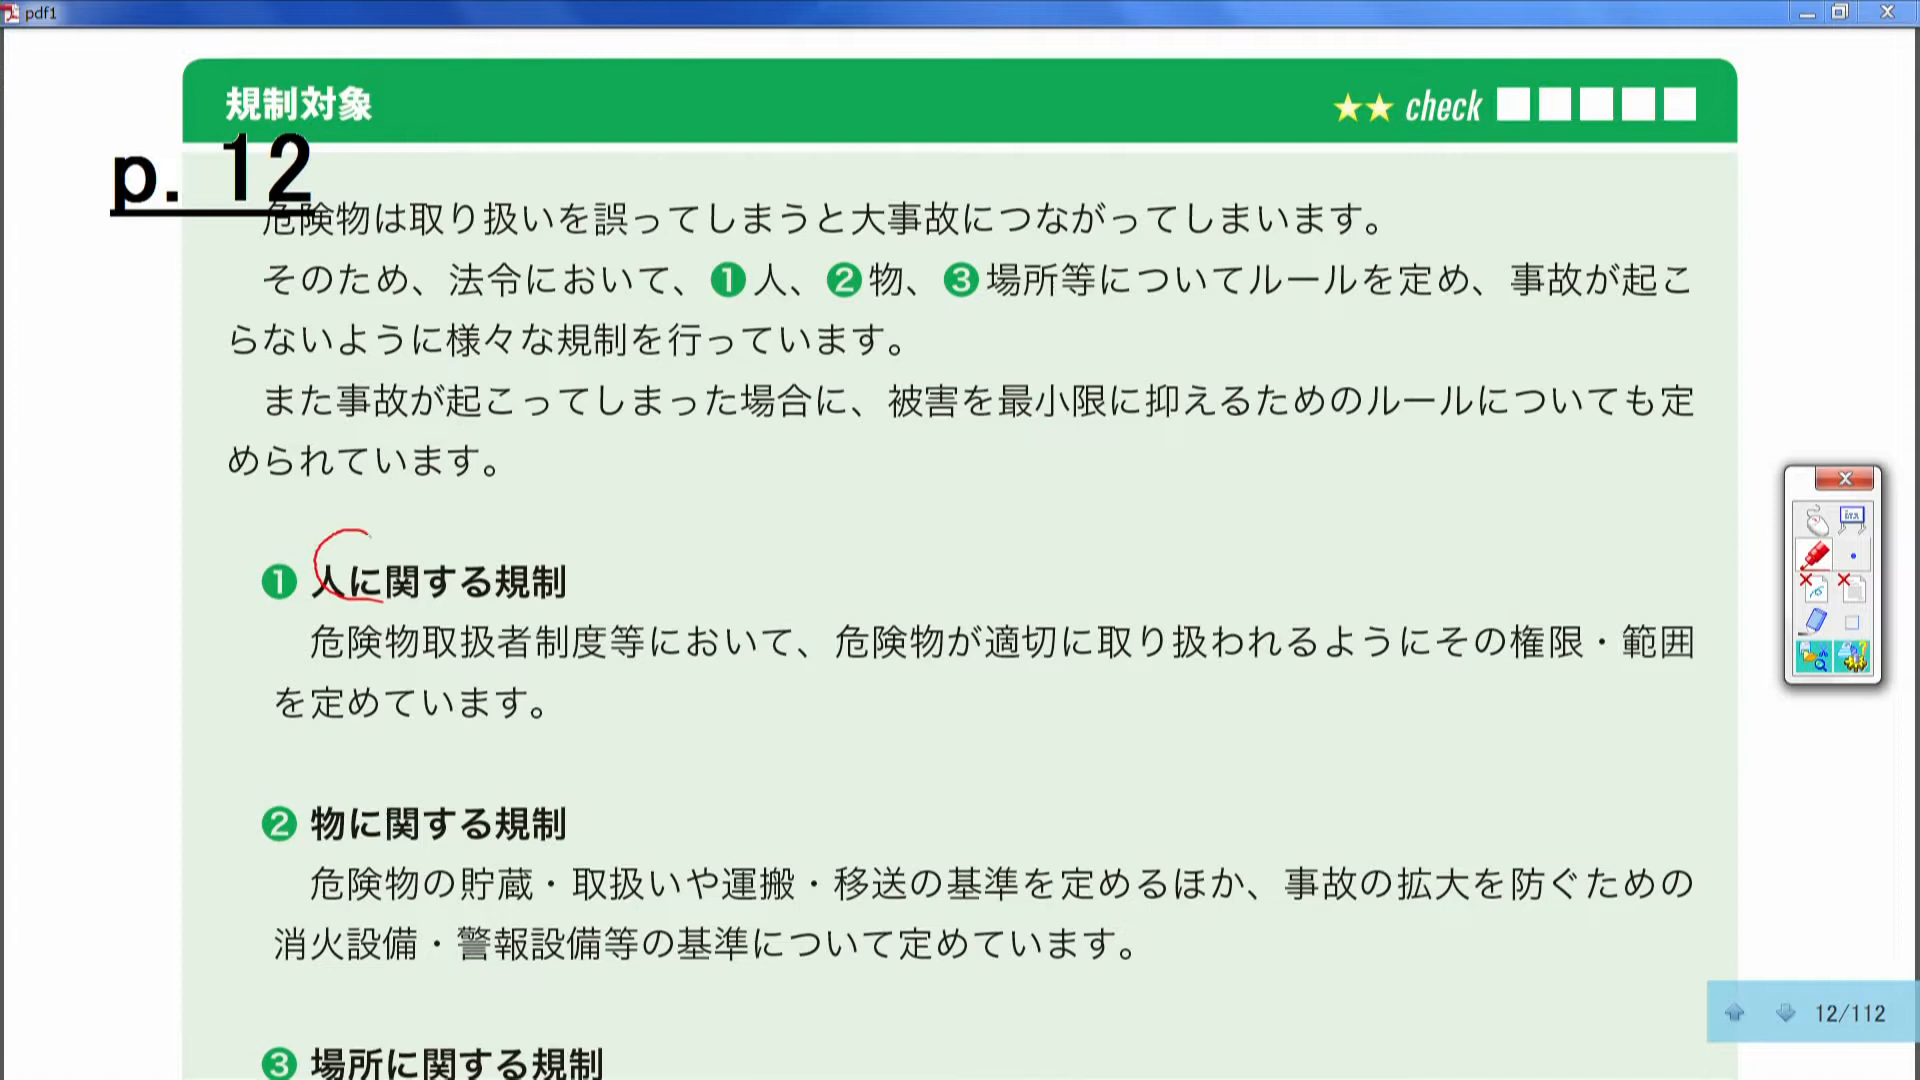 pdf1
規制対象
★★ check
p. 12
危険物は取り扱いを誤ってしまうと大事故につながってしまいます。
そのため、法令において、❶人、❷物、❸場所等についてルールを定め、事故が起こ
らないように様々な規制を行っています。
また事故が起こってしまった場合に、被害を最小限に抑えるためのルールについても定
められています。
❶ 人に関する規制
危険物取扱者制度等において、危険物が適切に取り扱われるようにその権限・範囲
を定めています。
❷ 物に関する規制
危険物の貯蔵・取扱いや運搬・移送の基準を定めるほか、事故の拡大を防ぐための
消火設備・警報設備等の基準について定めています。
❸ 場所に関する規制
12/112